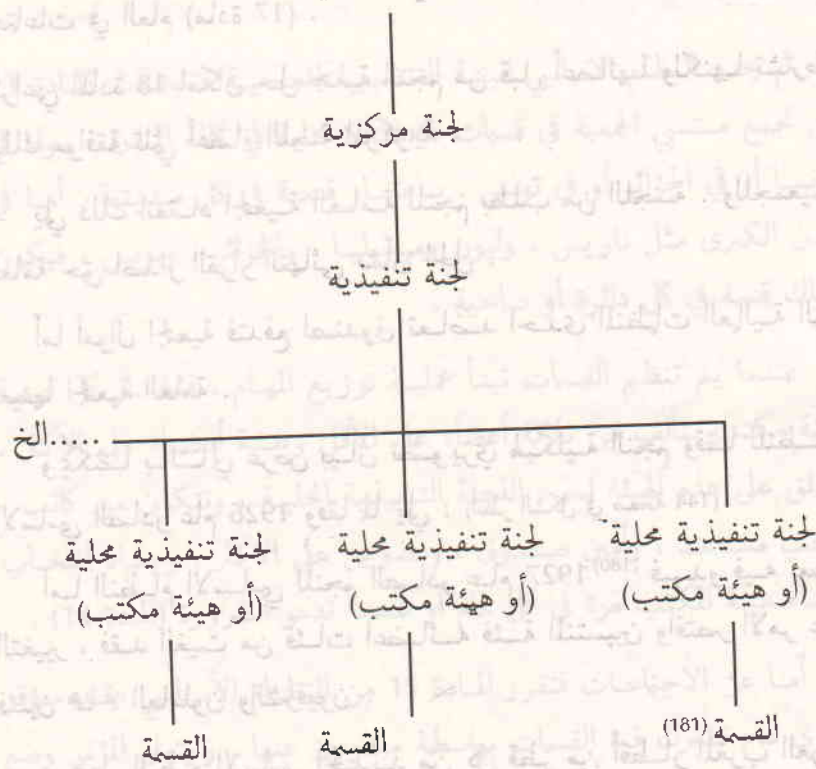 لجنة مركزية
لجنة تنفيذية
الخ.....
لجنة تنفيذية محلية لجنة تنفيذية محلية لجنة تنفيذية محلية
(أو هيئة مكتب) (أو هيئة مكتب) (أو هيئة مكتب)
القسمة (181) القسمة القسمة